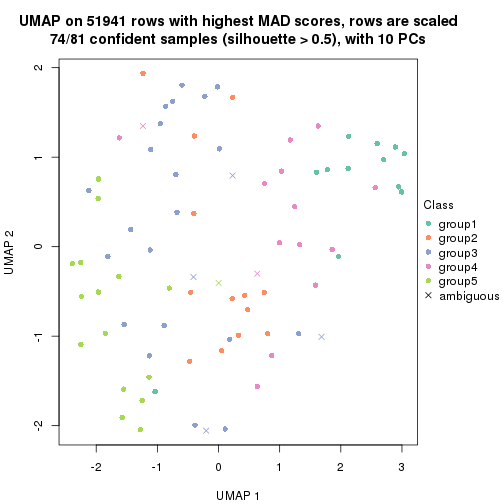 UMAP on 51941 rows with highest MAD scores, rows are scaled
74/81 confident samples (silhouette > 0.5), with 10 PCs
2
1
0
-1
-2
UMAP 2
-2
-1
0
1
2
3
UMAP 1
Class
group1
group2
group3
group4
group5
ambiguous